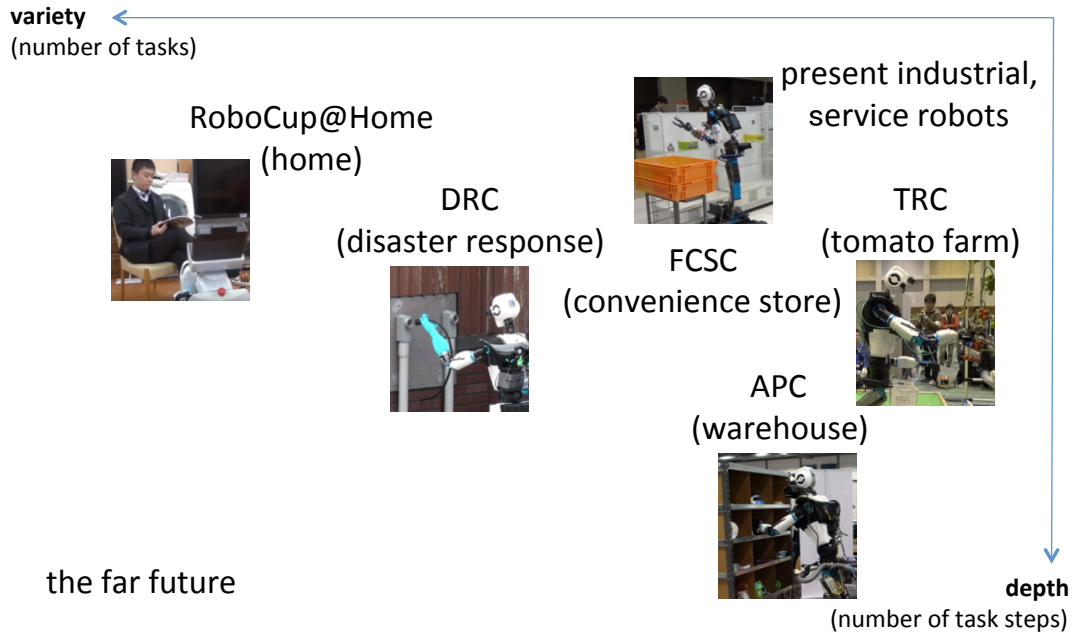 variety
(number of tasks)
present industrial,
service robots
RoboCup@Home
(home)
DRC
(disaster response)
TRC
(tomato farm)
FCSC
(convenience store)
APC
(warehouse)
the far future
depth
(number of task steps)